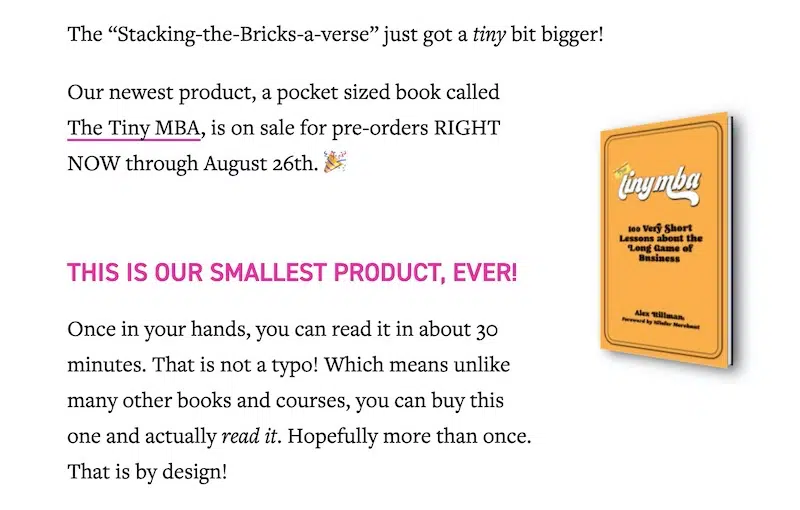 The “Stacking-the-Bricks-a-verse” just got a tiny bit bigger!
Our newest product, a pocket sized book called
The Tiny MBA, is on sale for pre-orders RIGHT
NOW through August 26th. 🎉
THIS IS OUR SMALLEST PRODUCT, EVER!
Once in your hands, you can read it in about 30
minutes. That is not a typo! Which means unlike
many other books and courses, you can buy this
one and actually read it. Hopefully more than once.
That is by design!
tinymba
100 Very Short
Lessons about the
Long Game of
Business
Alex Hillman
Foreword by